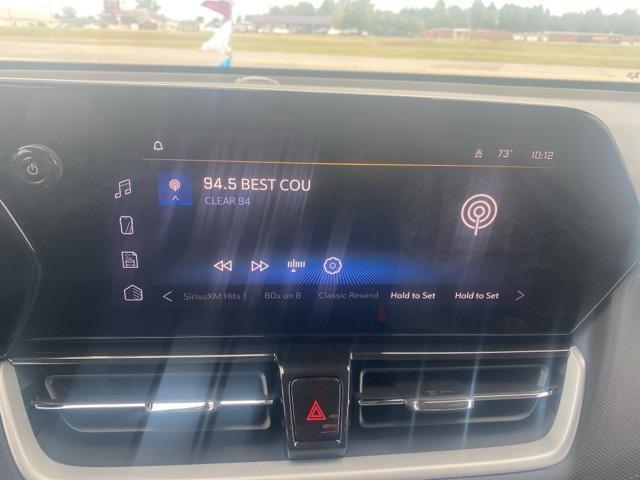 73° 10:12
94.5 BEST COU
CLEAR 94
SiriusXM Hits 1 80s on 8 Classic Rewind Hold to Set Hold to Set